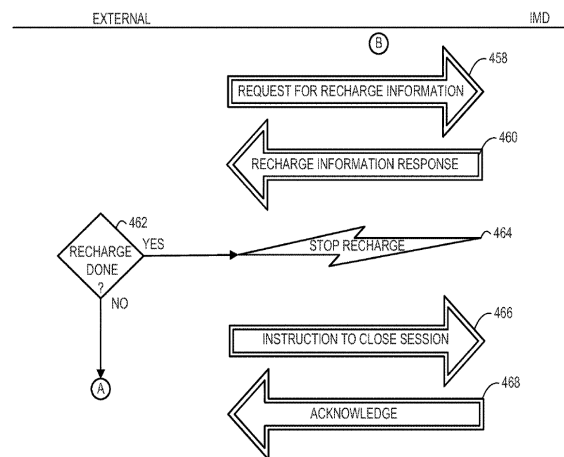 EXTERNAL
IMD
B
458
REQUEST FOR RECHARGE INFORMATION
460
RECHARGE INFORMATION RESPONSE
462
RECHARGE
DONE
?
YES
NO
STOP RECHARGE
464
466
INSTRUCTION TO CLOSE SESSION
468
A
ACKNOWLEDGE